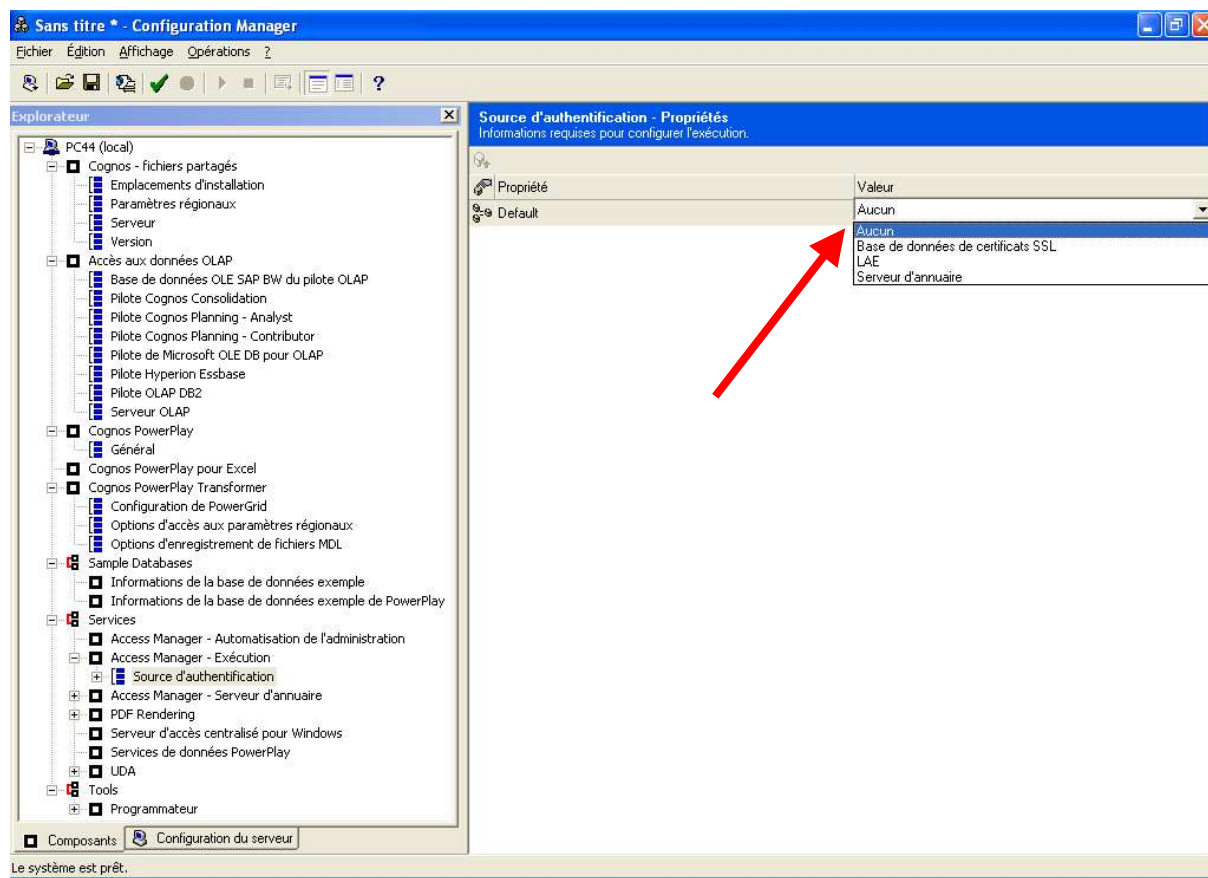 Sans titre * - Configuration Manager
Fichier Édition Affichage Opérations ?
?
Explorateur
PC44 (local)
Cognos - fichiers partagés
Emplacements d'installation
Paramètres régionaux
Serveur
Version
Accès aux données OLAP
Base de données OLE SAP BW du pilote OLAP
Pilote Cognos Consolidation
Pilote Cognos Planning - Analyst
Pilote Cognos Planning - Contributor
Pilote de Microsoft OLE DB pour OLAP
Pilote Hyperion Essbase
Pilote OLAP DB2
Serveur OLAP
Cognos PowerPlay
Général
Cognos PowerPlay pour Excel
Cognos PowerPlay Transformer
Configuration de PowerGrid
Options d'accès aux paramètres régionaux
Options d'enregistrement de fichiers MDL
Sample Databases
Informations de la base de données exemple
Informations de la base de données exemple de PowerPlay
Services
Access Manager - Automatisation de l'administration
Access Manager - Exécution
Source d'authentification
Access Manager - Serveur d'annuaire
PDF Rendering
Serveur d'accès centralisé pour Windows
Services de données PowerPlay
UDA
Tools
Programmateur
Composants Configuration du serveur
Source d'authentification - Propriétés
Informations requises pour configurer l'exécution.
Propriété Valeur
Default Aucun
Aucun
Base de données de certificats SSL
LAE
Serveur d'annuaire
Le système est prêt.